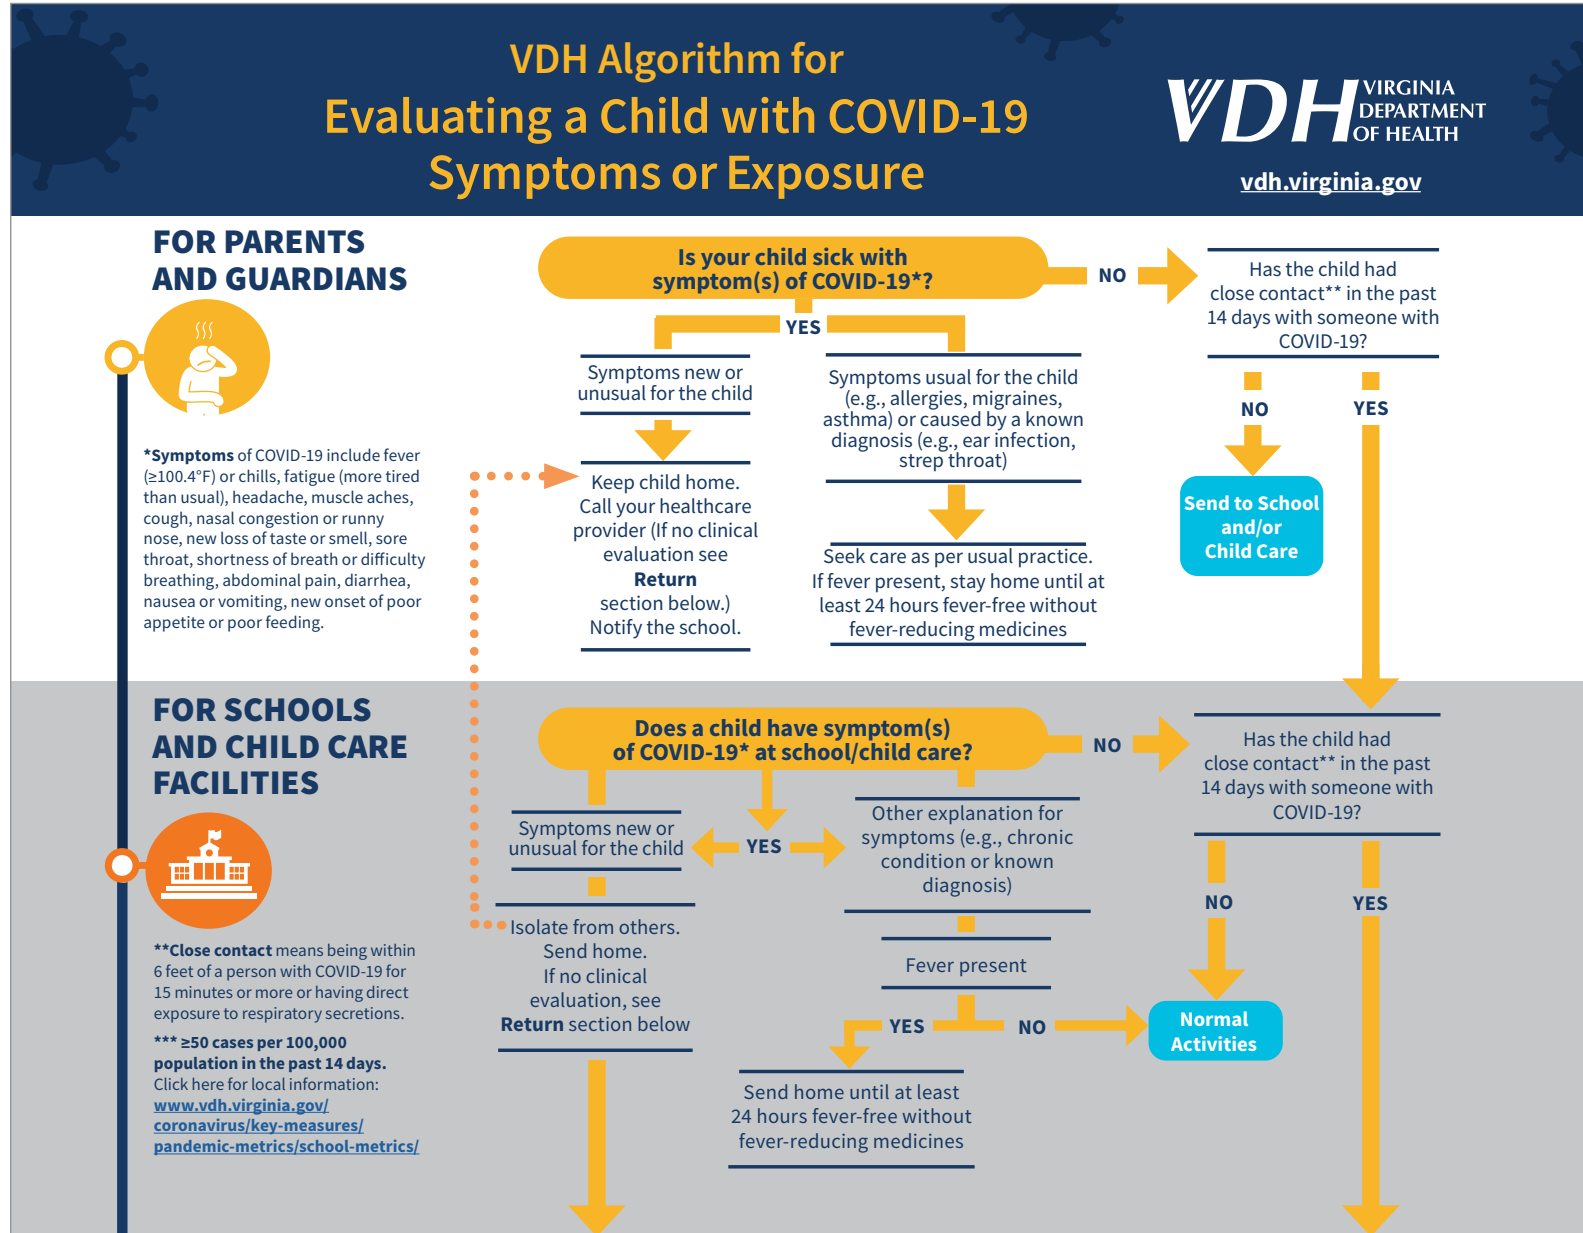 VDH Algorithm for
Evaluating a Child with COVID-19
Symptoms or Exposure
VDH VIRGINIA
DEPARTMENT
OF HEALTH
vdh.virginia.gov
FOR PARENTS
AND GUARDIANS
*Symptoms of COVID-19 include fever
(≥100.4°F) or chills, fatigue (more tired
than usual), headache, muscle aches,
cough, nasal congestion or runny
nose, new loss of taste or smell, sore
throat, shortness of breath or difficulty
breathing, abdominal pain, diarrhea,
nausea or vomiting, new onset of poor
appetite or poor feeding.
Is your child sick with
symptom(s) of COVID-19*?
NO
Has the child had
close contact** in the past
14 days with someone with
COVID-19?
YES
Symptoms new or
unusual for the child
Keep child home.
Call your healthcare
provider (If no clinical
evaluation see
Return
section below.)
Notify the school.
Symptoms usual for the child
(e.g., allergies, migraines,
asthma) or caused by a known
diagnosis (e.g., ear infection,
strep throat)
Seek care as per usual practice.
If fever present, stay home until at
least 24 hours fever-free without
fever-reducing medicines
NO
YES
Send to School
and/or
Child Care
FOR SCHOOLS
AND CHILD CARE
FACILITIES
**Close contact means being within
6 feet of a person with COVID-19 for
15 minutes or more or having direct
exposure to respiratory secretions.
*** ≥50 cases per 100,000
population in the past 14 days.
Click here for local information:
www.vdh.virginia.gov/
coronavirus/key-measures/
pandemic-metrics/school-metrics/
Does a child have symptom(s)
of COVID-19* at school/child care?
NO
Has the child had
close contact** in the past
14 days with someone with
COVID-19?
Symptoms new or
unusual for the child
YES
Other explanation for
symptoms (e.g., chronic
condition or known
diagnosis)
Isolate from others.
Send home.
If no clinical
evaluation, see
Return section below
Fever present
YES
NO
Send home until at least
24 hours fever-free without
fever-reducing medicines
NO
YES
Normal
Activities